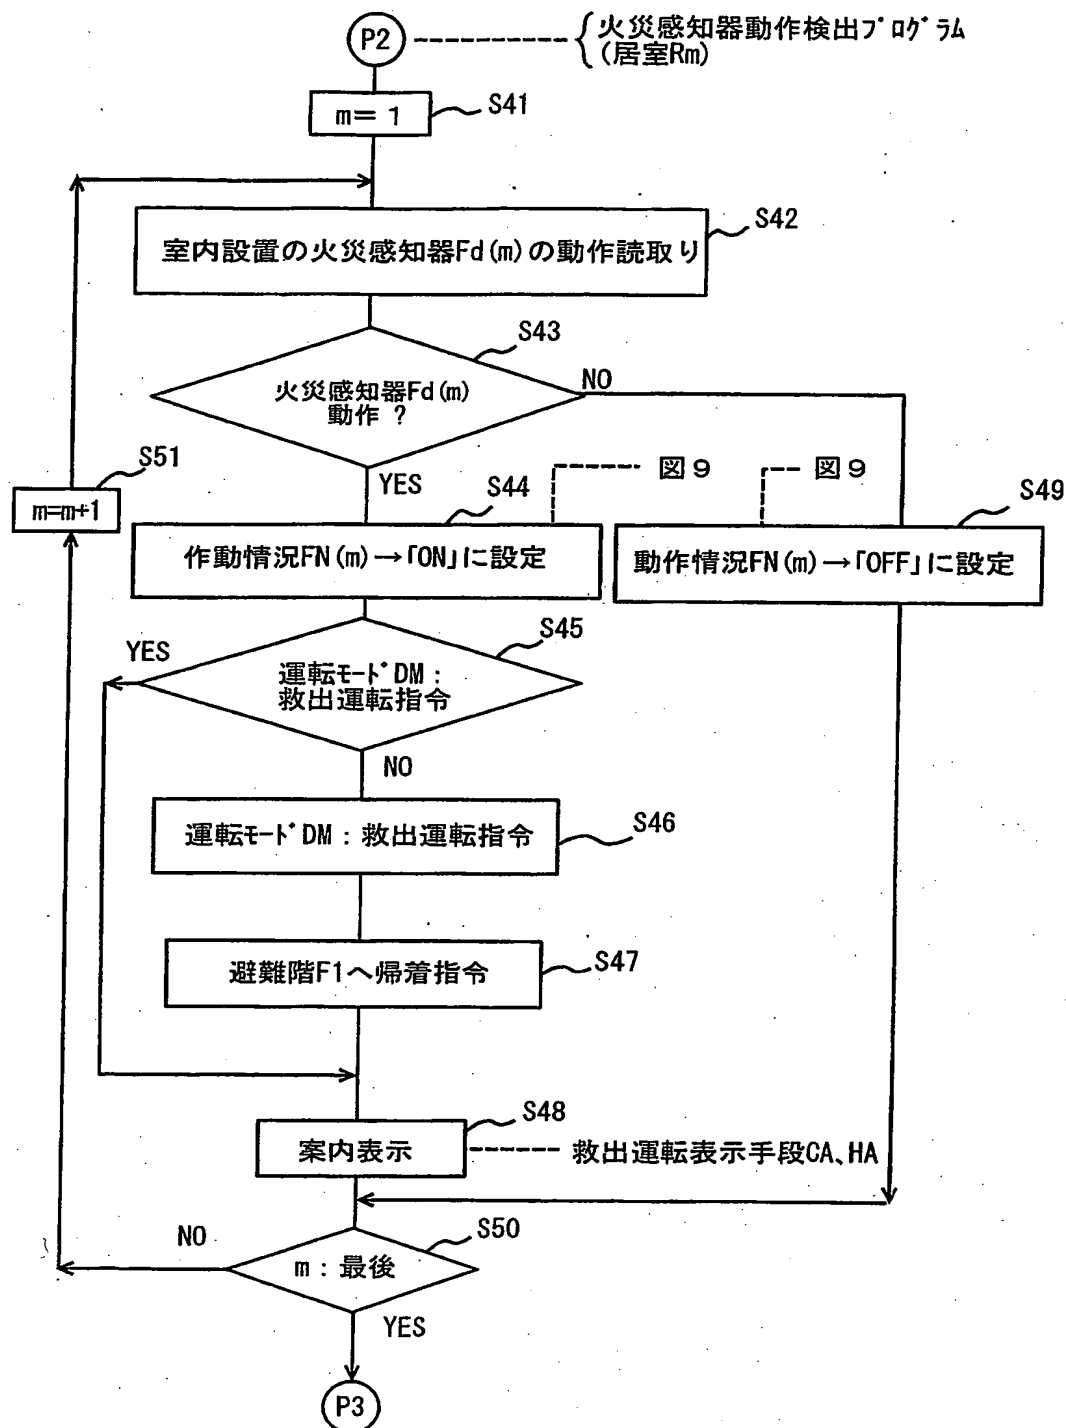 P2
火災感知器動作検出プログラム
(居室Rm)
m=1
S41
室内設置の火災感知器Fd(m)の動作読取り
S42
火災感知器Fd(m)
動作?
S43
NO
YES
S51
m=m+1
図9
図9
S44
S49
作動情況FN(m)→「ON」に設定
動作情況FN(m)→「OFF」に設定
S45
YES
運転モードDM:
救出運転指令
NO
運転モードDM:救出運転指令
S46
避難階F1へ帰着指令
S47
S48
案内表示
救出運転表示手段CA、HA
NO
S50
m:最後
YES
P3